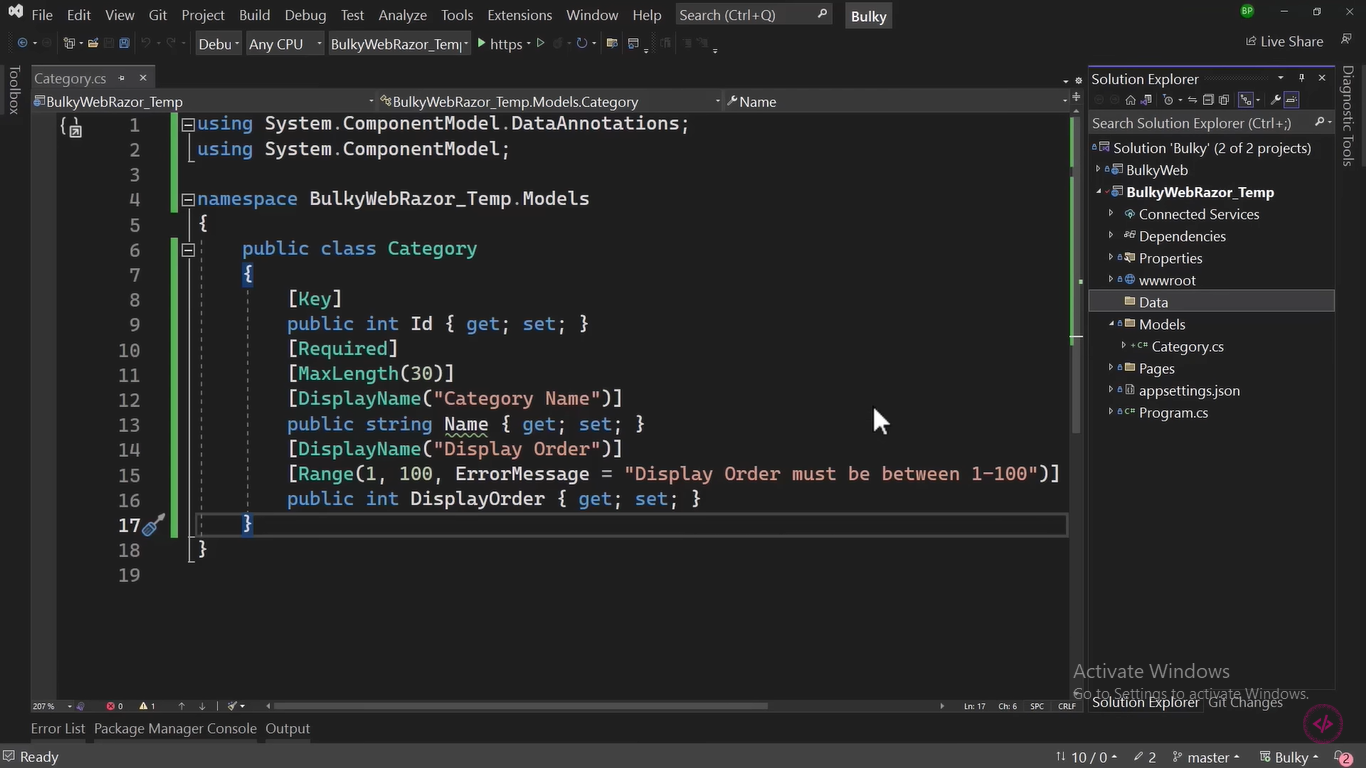 File Edit View Git Project Build Debug Test Analyze Tools Extensions Window Help Search (Ctrl+Q) Bulky BP
Debu Any CPU BulkyWebRazor_Tem https Live Share
Toolbox
Category.cs
BulkyWebRazor_Temp BulkyWebRazor_Temp.Models.Category Name
1 using System.ComponentModel.DataAnnotations;
2 using System.ComponentModel;
3
4 namespace BulkyWebRazor_Temp.Models
5 {
6 public class Category
7 {
8 [Key]
9 public int Id { get; set; }
10 [Required]
11 [MaxLength(30)]
12 [DisplayName("Category Name")]
13 public string Name { get; set; }
14 [DisplayName("Display Order")]
15 [Range(1, 100, ErrorMessage = "Display Order must be between 1-100")]
16 public int DisplayOrder { get; set; }
17 }
18 }
19
207 % 0 1 Ln: 17 Ch: 6 SPC CRLF
Solution Explorer
Search Solution Explorer (Ctrl+;)
Solution 'Bulky' (2 of 2 projects)
BulkyWeb
BulkyWebRazor_Temp
Connected Services
Dependencies
Properties
wwwroot
Data
Models
C# Category.cs
Pages
appsettings.json
C# Program.cs
Diagnostic Tools
Activate Windows
Go to Settings to activate Windows.
Solution Explorer Git Changes
Error List Package Manager Console Output
Ready 10 / 0 2 master Bulky 2